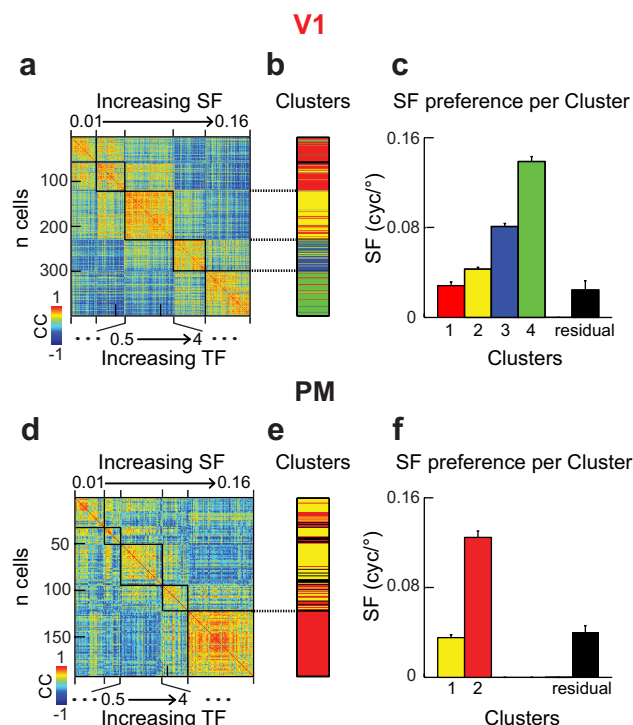 V1
a
b
c
Increasing SF
0.01
0.16
Clusters
SF preference per Cluster
n cells
100
200
300
1
CC
-1
0.5
4
Increasing TF
0.16
0.08
0
SF (cyc/°)
1 2 3 4 residual
Clusters
PM
d
e
f
Increasing SF
0.01
0.16
Clusters
SF preference per Cluster
n cells
50
100
150
1
CC
-1
0.5
4
Increasing TF
0.16
0.08
0
SF (cyc/°)
1 2 residual
Clusters